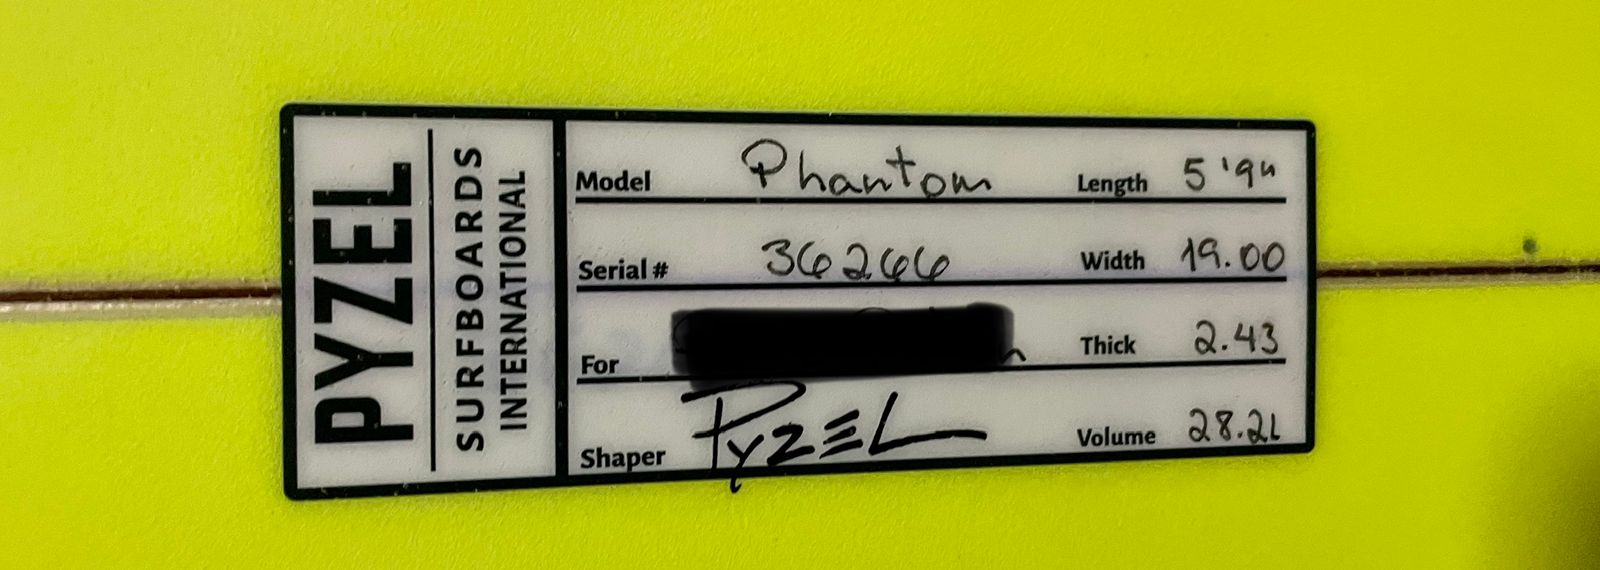 PYZEL
SURFBOARDS
INTERNATIONAL
Model Phantom Length 5'9"
Serial # 36266 Width 19.00
For Thick 2.43
Shaper PYZEL Volume 28.2L